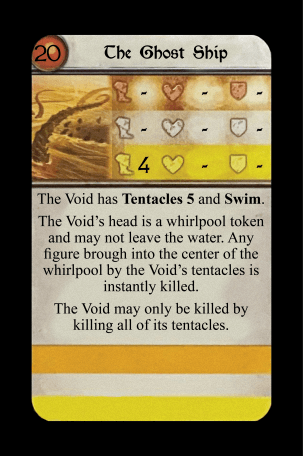 20 The Ghost Ship
- - -
- - -
4 - -
The Void has Tentacles 5 and Swim.
The Void's head is a whirlpool token
and may not leave the water. Any
figure brough into the center of the
whirlpool by the Void's tentacles is
instantly killed.
The Void may only be killed by
killing all of its tentacles.